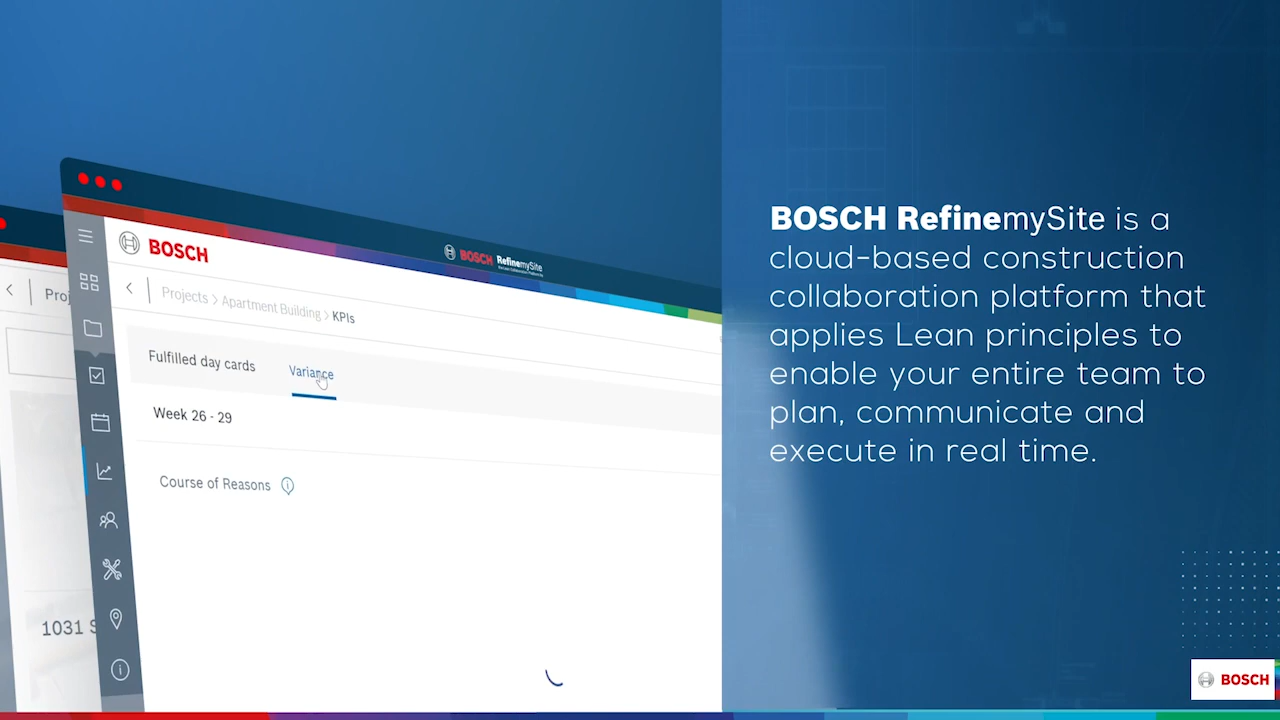 BOSCH RefinemySite is a
cloud-based construction
collaboration platform that
applies Lean principles to
enable your entire team to
plan, communicate and
execute in real time.
BOSCH RefinemySite
BOSCH
Projects > Apartment Building > KPIs
Fulfilled day cards
Variance
Week 26 - 29
Course of Reasons
1031
BOSCH